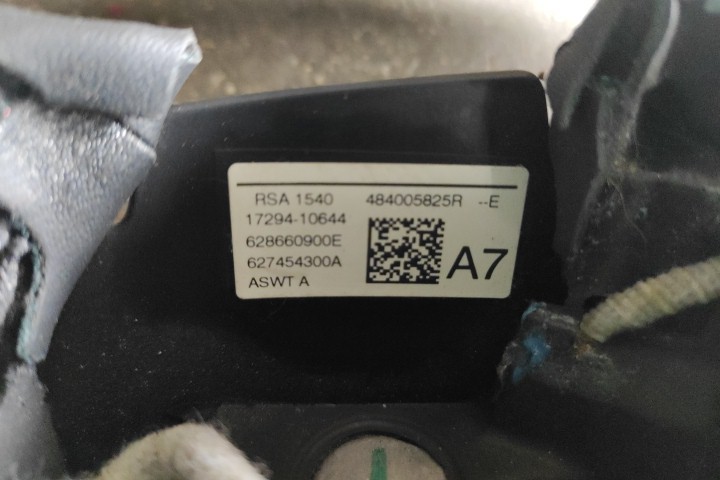 RSA 1540 484005825R --E
17294-10644
628660900E
627454300A
ASWT A
A7